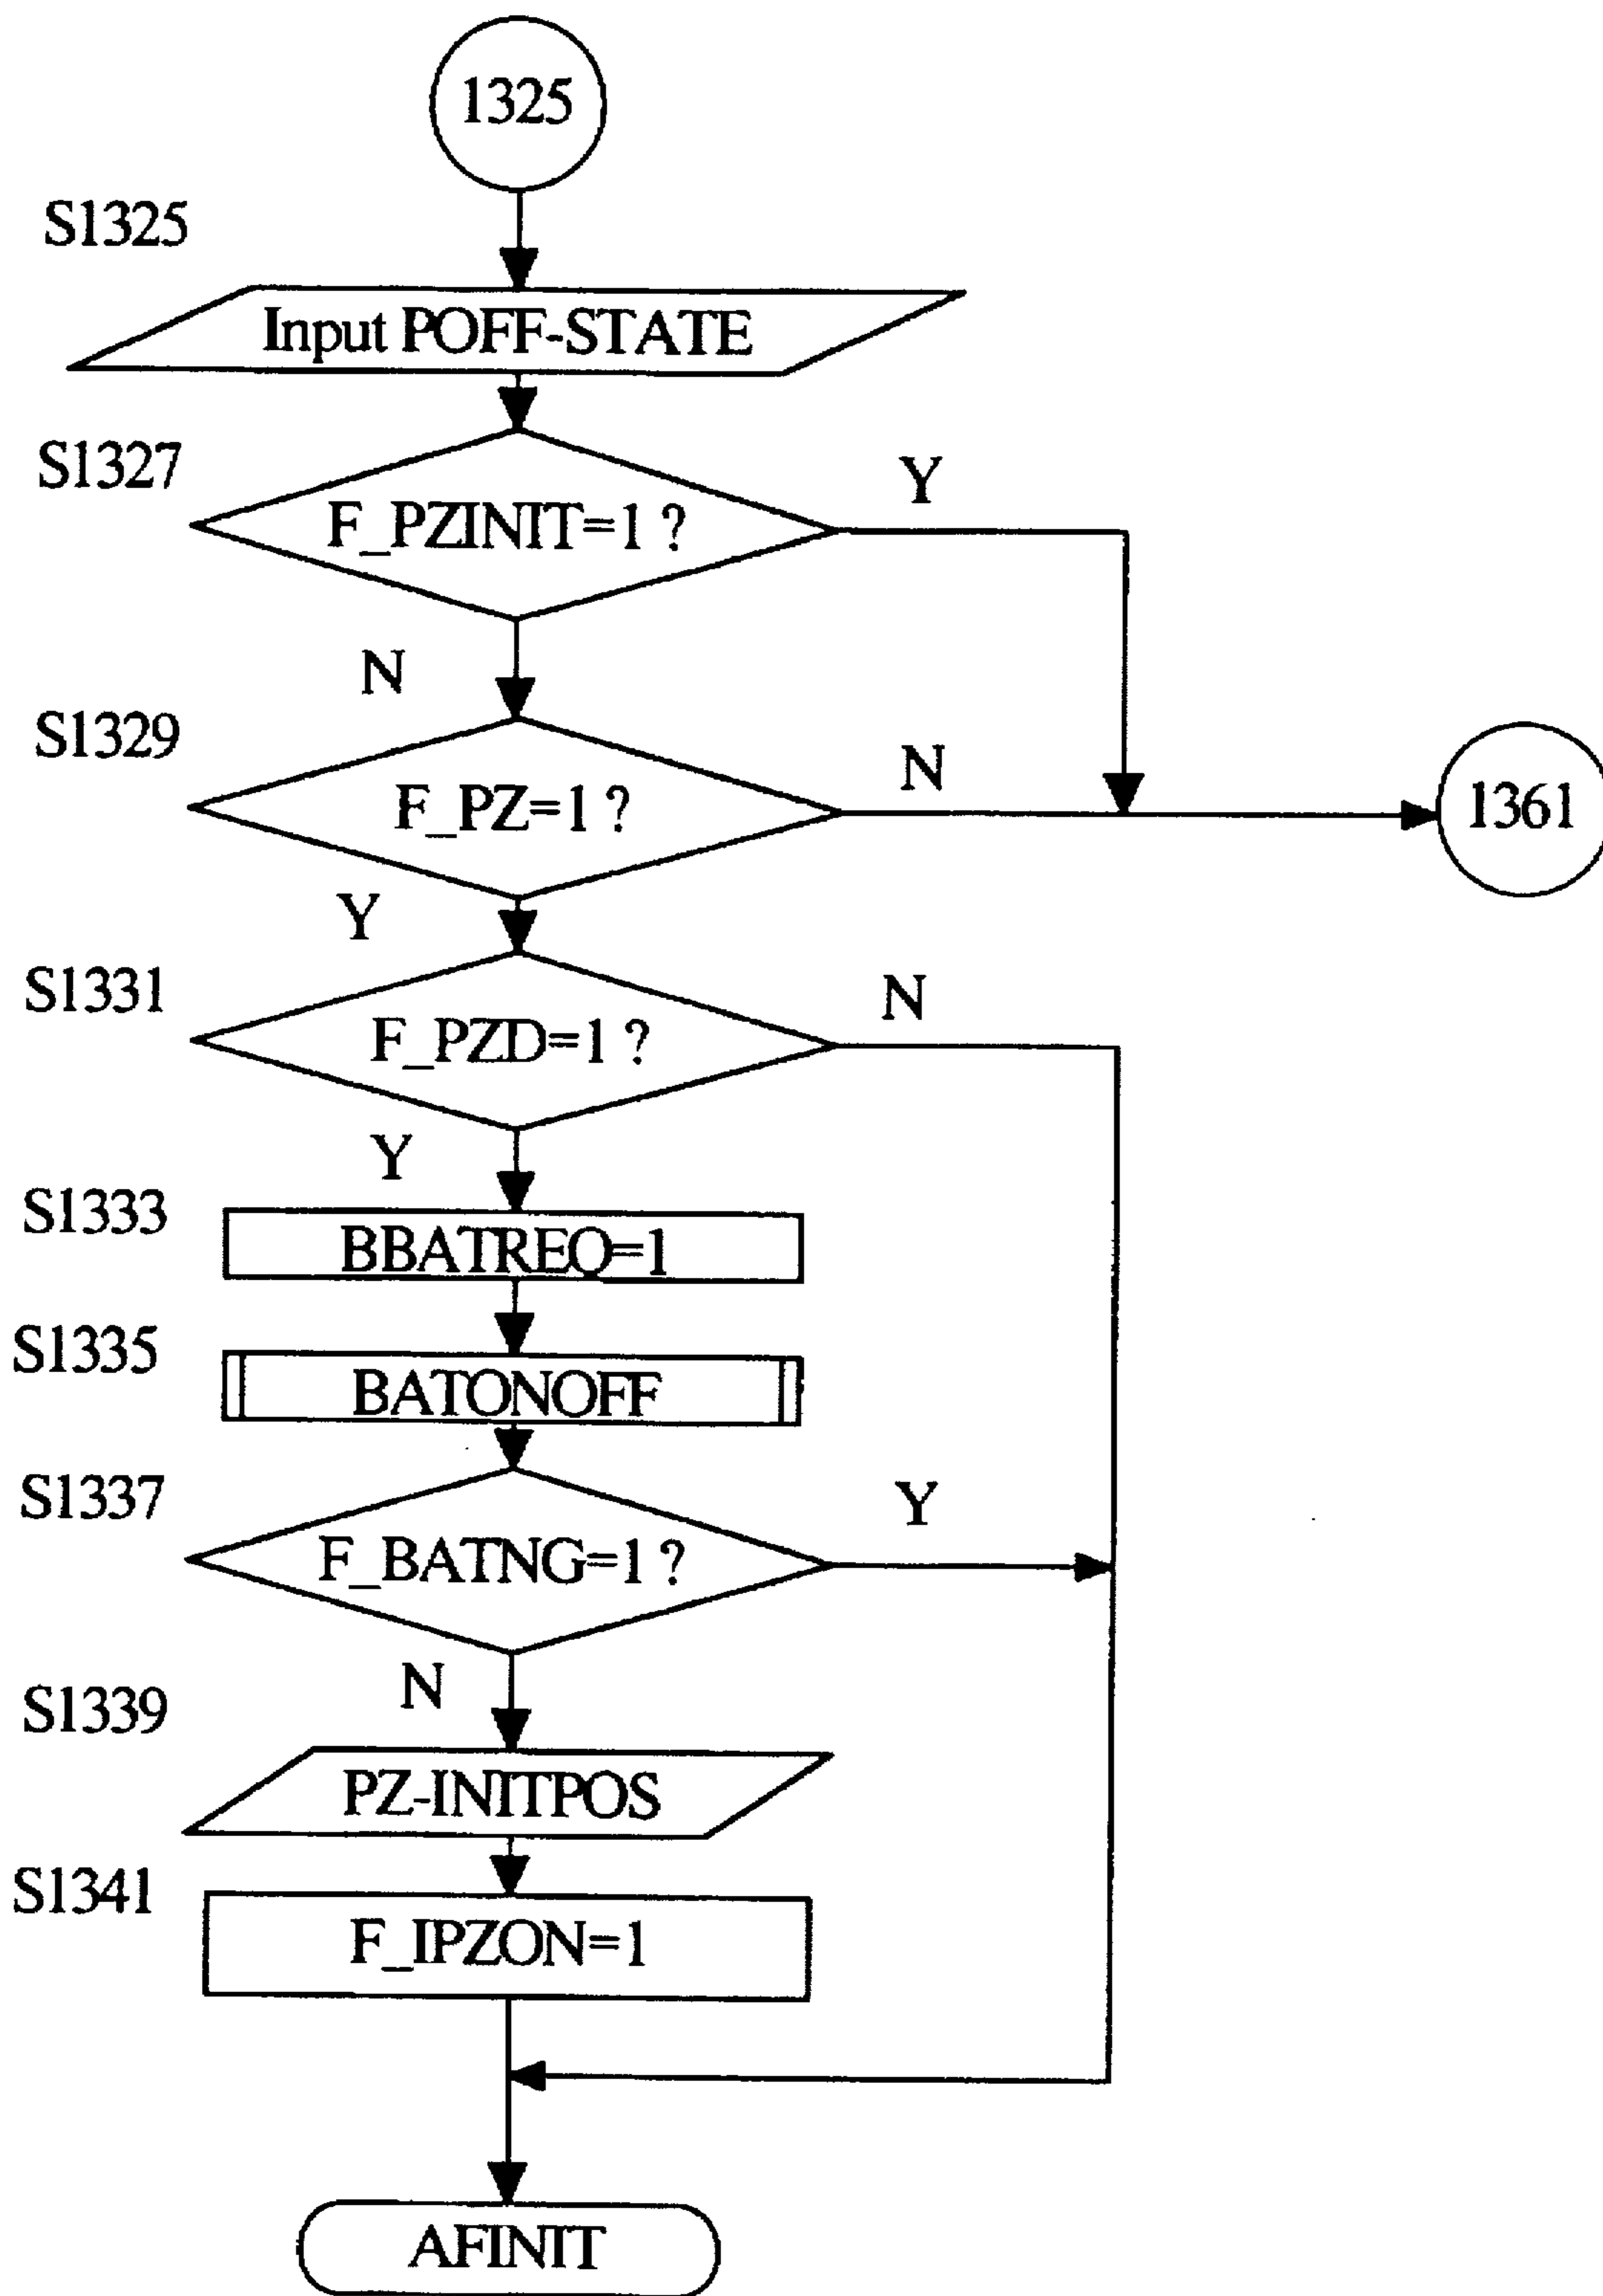 1325
S1325
Input POFF-STATE
S1327
F_PZINIT=1 ?
Y
N
S1329
F_PZ=1 ?
N
1361
Y
S1331
F_PZD=1 ?
N
Y
S1333
BBATREQ=1
S1335
BATONOFF
S1337
F_BATNG=1 ?
Y
N
S1339
PZ-INITPOS
S1341
F_IPZON=1
AFINIT